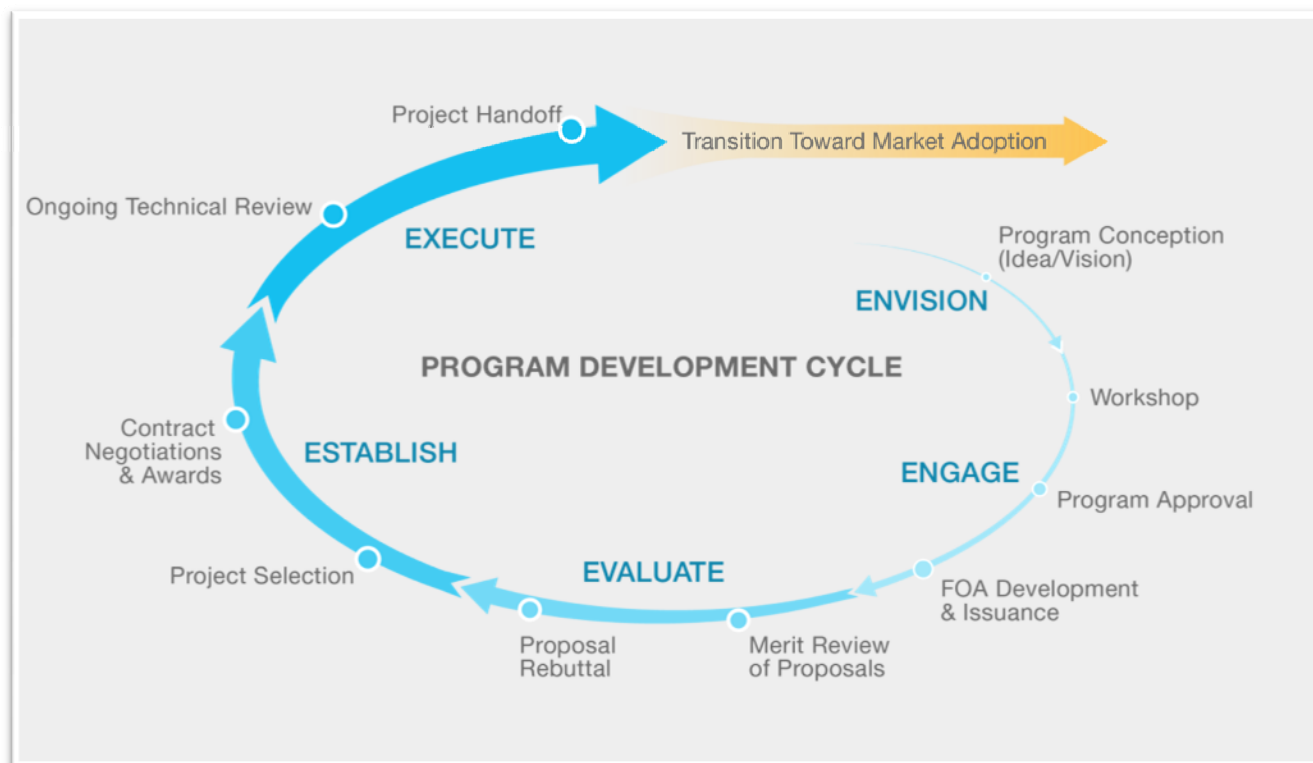 Project Handoff
Transition Toward Market Adoption
Ongoing Technical Review
EXECUTE
Program Conception
(Idea/Vision)
ENVISION
PROGRAM DEVELOPMENT CYCLE
Workshop
Contract
Negotiations
& Awards
ESTABLISH
ENGAGE
Program Approval
Project Selection
EVALUATE
FOA Development
& Issuance
Proposal
Rebuttal
Merit Review
of Proposals